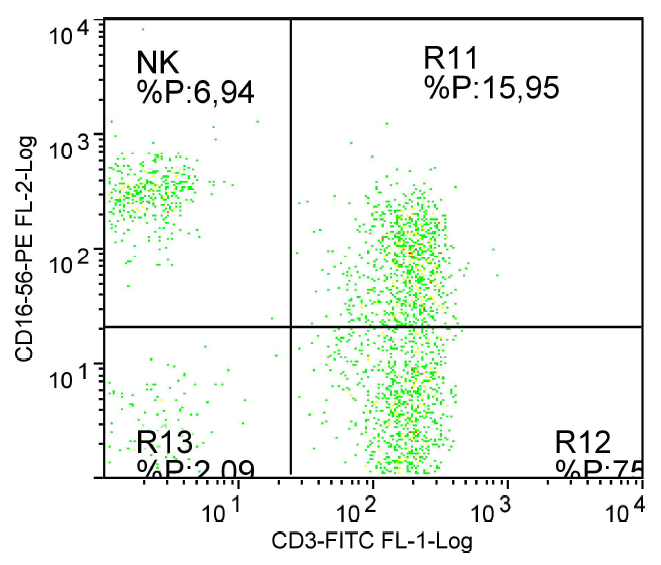 10 4
NK
%P:6,94
R11
%P:15,95
10 3
CD16-56-PE FL-2-Log
10 2
10 1
R13
%P:2,09
R12
%P:75
10 1
10 2
10 3
10 4
CD3-FITC FL-1-Log